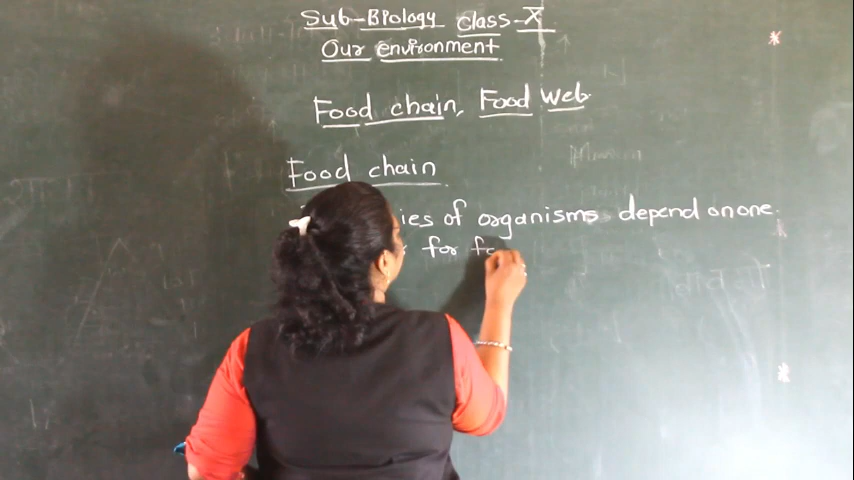 Sub-Biology class-X
Our environment
Food chain, Food Web.
Food chain
ies of organisms depend on one
for fo